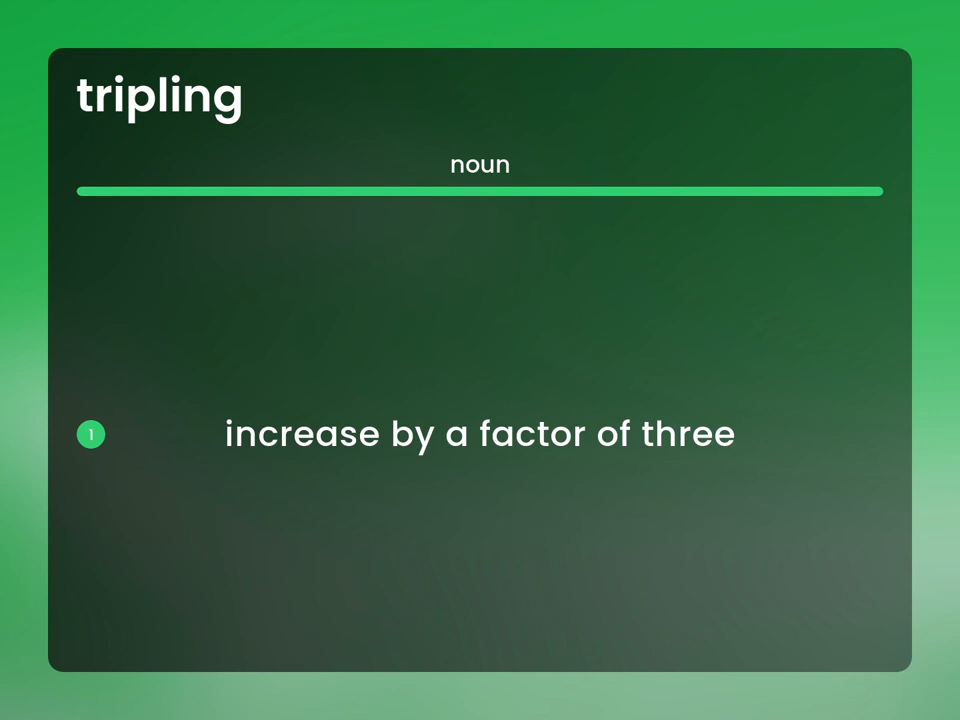 tripling
noun
1 increase by a factor of three